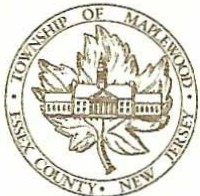 TOWNSHIP OF MAPLEWOOD
ESSEX COUNTY • NEW JERSEY